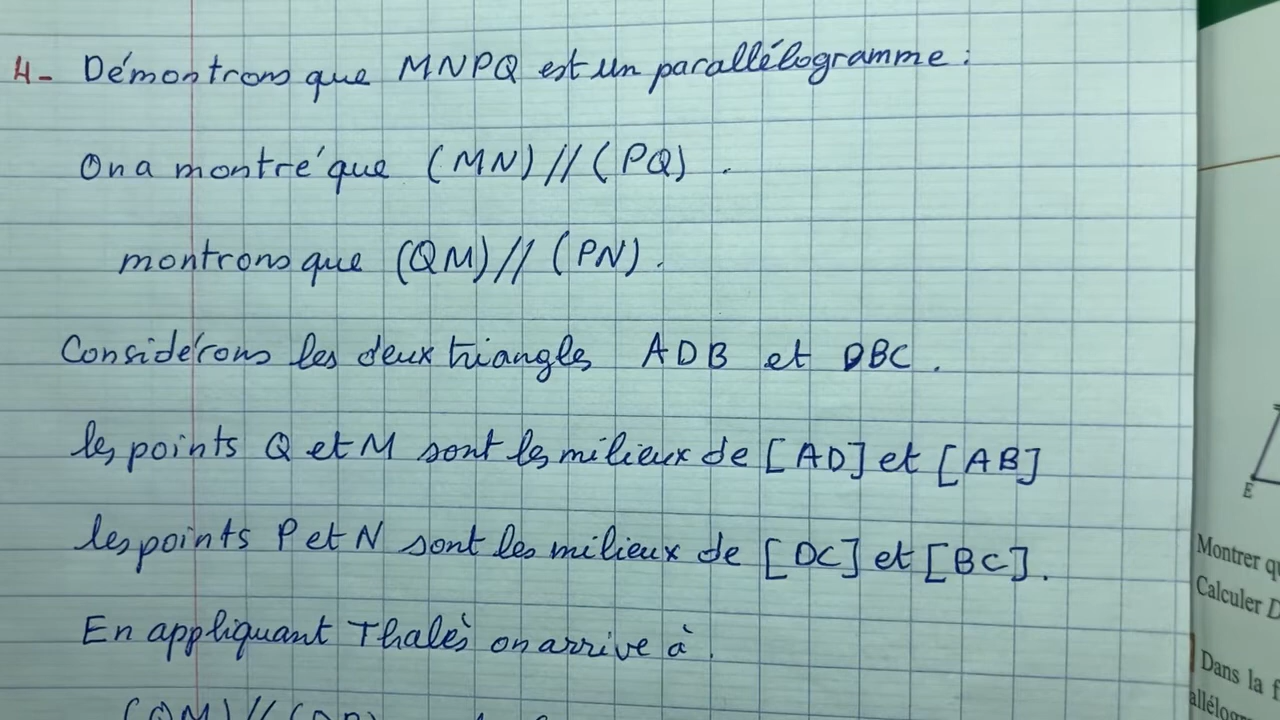 4- Démontrons que MNPQ est un parallélogramme :
On a montré que (MN) // (PQ) .
montrons que (QM) // (PN) .
Considérons les deux triangles ADB et DBC .
les points Q et M sont les milieux de [AD] et [AB]
les points P et N sont les milieux de [DC] et [BC] .
En appliquant Thalès on arrive à .
E
Montrer
Calculer D
Dans la